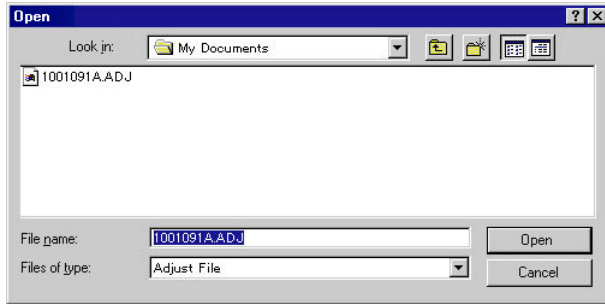 Open
Look in: My Documents
1001091A.ADJ
File name: 1001091A.ADJ Open
Files of type: Adjust File Cancel